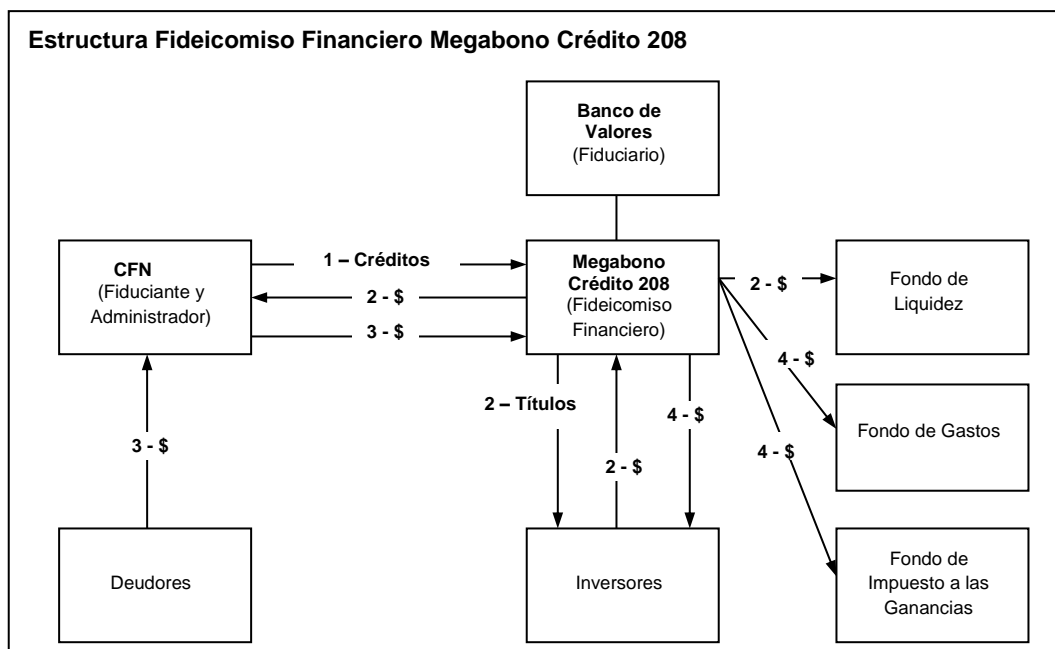 Estructura Fideicomiso Financiero Megabono Crédito 208
Banco de
Valores
(Fiduciario)
CFN
(Fiduciante y
Administrador)
1 – Créditos
2 - $
3 - $
Megabono
Crédito 208
(Fideicomiso
Financiero)
2 - $
Fondo de
Liquidez
4 - $
Fondo de Gastos
4 - $
Fondo de
Impuesto a las
Ganancias
3 - $
2 – Títulos
2 - $
4 - $
Deudores
Inversores